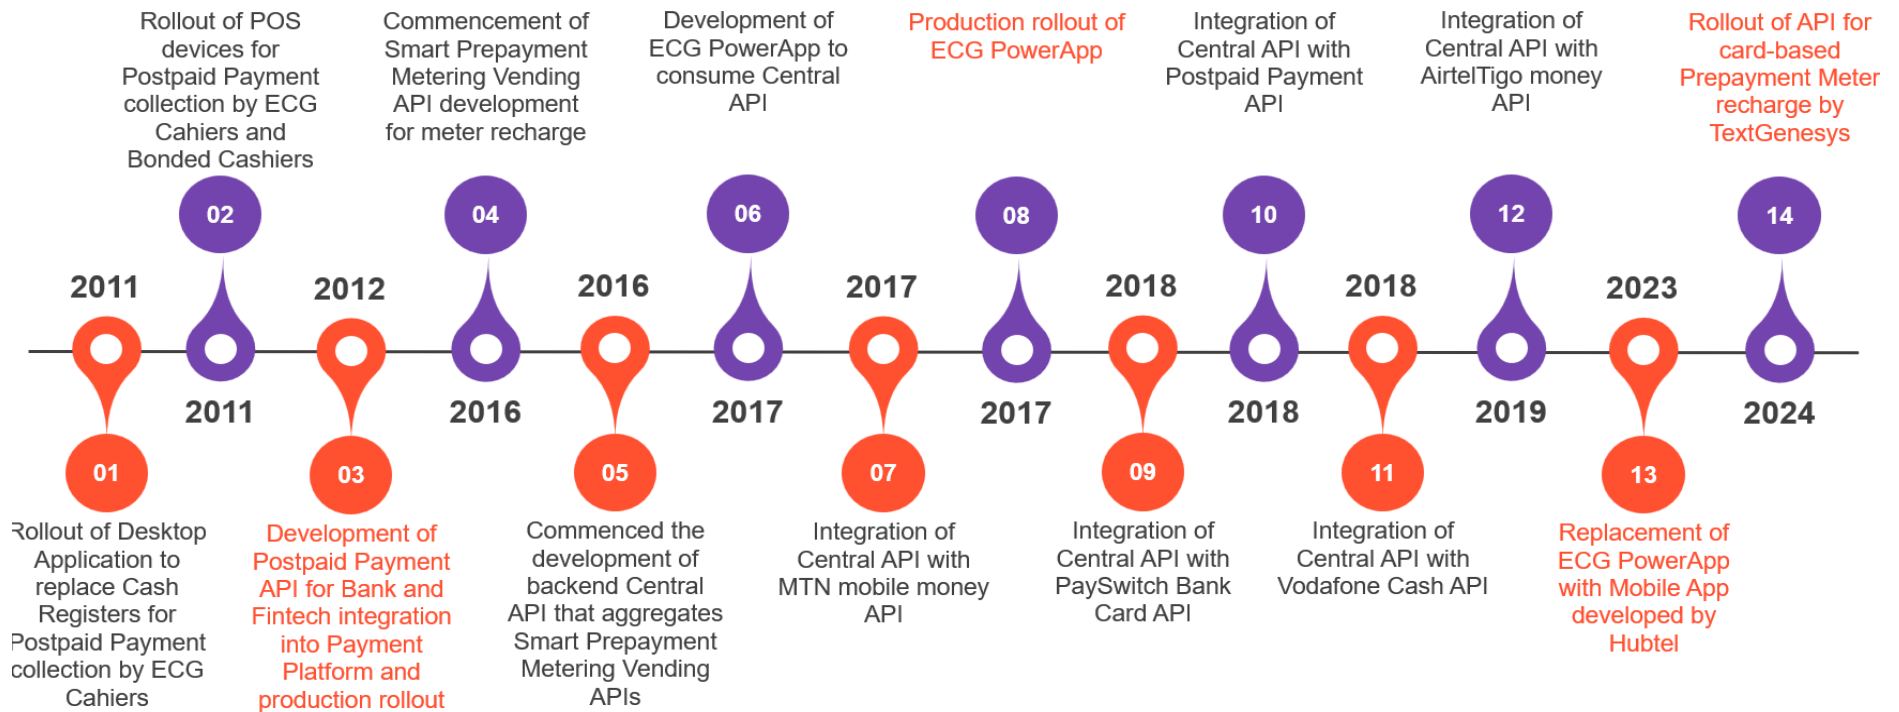 Rollout of POS
devices for
Postpaid Payment
collection by ECG
Cahiers and
Bonded Cashiers
Commencement of
Smart Prepayment
Metering Vending
API development
for meter recharge
Development of
ECG PowerApp to
consume Central
API
Production rollout of
ECG PowerApp
Integration of
Central API with
Postpaid Payment
API
Integration of
Central API with
AirtelTigo money
API
Rollout of API for
card-based
Prepayment Meter
recharge by
TextGenesys
02
04
06
08
10
12
14
2011
2012
2016
2017
2018
2018
2023
2011
2016
2017
2017
2018
2019
2024
01
03
05
07
09
11
13
Rollout of Desktop
Application to
replace Cash
Registers for
Postpaid Payment
collection by ECG
Cahiers
Development of
Postpaid Payment
API for Bank and
Fintech integration
into Payment
Platform and
production rollout
Commenced the
development of
backend Central
API that aggregates
Smart Prepayment
Metering Vending
APIs
Integration of
Central API with
MTN mobile money
API
Integration of
Central API with
PaySwitch Bank
Card API
Integration of
Central API with
Vodafone Cash API
Replacement of
ECG PowerApp
with Mobile App
developed by
Hubtel